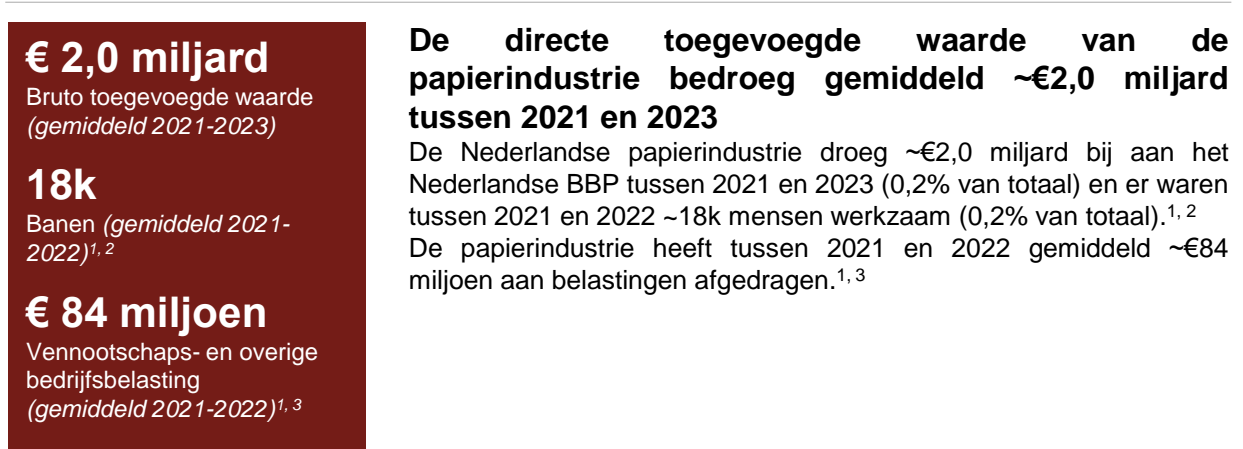 € 2,0 miljard
Bruto toegevoegde waarde
(gemiddeld 2021-2023)
18k
Banen (gemiddeld 2021-
2022)1, 2
€ 84 miljoen
Vennootschaps- en overige
bedrijfsbelasting
(gemiddeld 2021-2022)1, 3
De directe toegevoegde waarde van de
papierindustrie bedroeg gemiddeld ~€2,0 miljard
tussen 2021 en 2023
De Nederlandse papierindustrie droeg ~€2,0 miljard bij aan het
Nederlandse BBP tussen 2021 en 2023 (0,2% van totaal) en er waren
tussen 2021 en 2022 ~18k mensen werkzaam (0,2% van totaal).1, 2
De papierindustrie heeft tussen 2021 en 2022 gemiddeld ~€84
miljoen aan belastingen afgedragen.1, 3